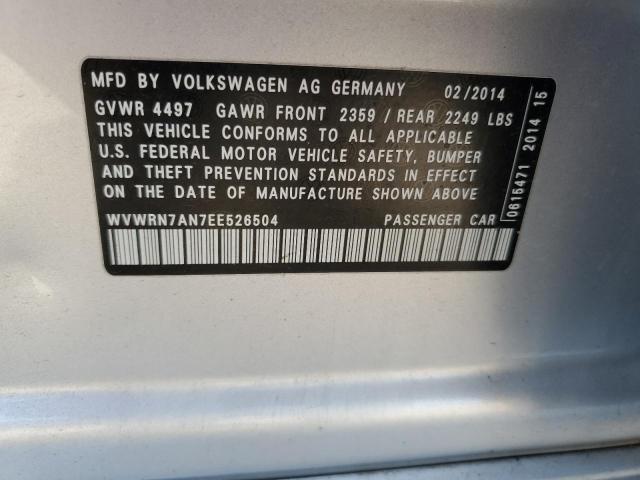 MFD BY VOLKSWAGEN AG GERMANY 02/2014
GVWR 4497 GAWR FRONT 2359 / REAR 2249 LBS
THIS VEHICLE CONFORMS TO ALL APPLICABLE
U.S. FEDERAL MOTOR VEHICLE SAFETY, BUMPER
AND THEFT PREVENTION STANDARDS IN EFFECT
ON THE DATE OF MANUFACTURE SHOWN ABOVE
WVWRN7AN7EE526504 PASSENGER CAR
0615471 2014 15